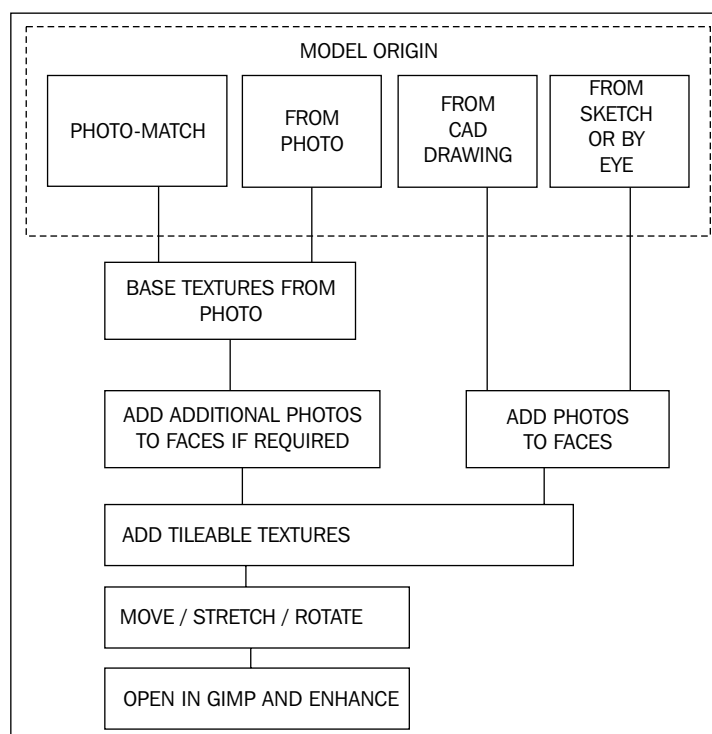 MODEL ORIGIN
PHOTO-MATCH
FROM
PHOTO
FROM
CAD
DRAWING
FROM
SKETCH
OR BY
EYE
BASE TEXTURES FROM
PHOTO
ADD ADDITIONAL PHOTOS
TO FACES IF REQUIRED
ADD PHOTOS
TO FACES
ADD TILEABLE TEXTURES
MOVE / STRETCH / ROTATE
OPEN IN GIMP AND ENHANCE